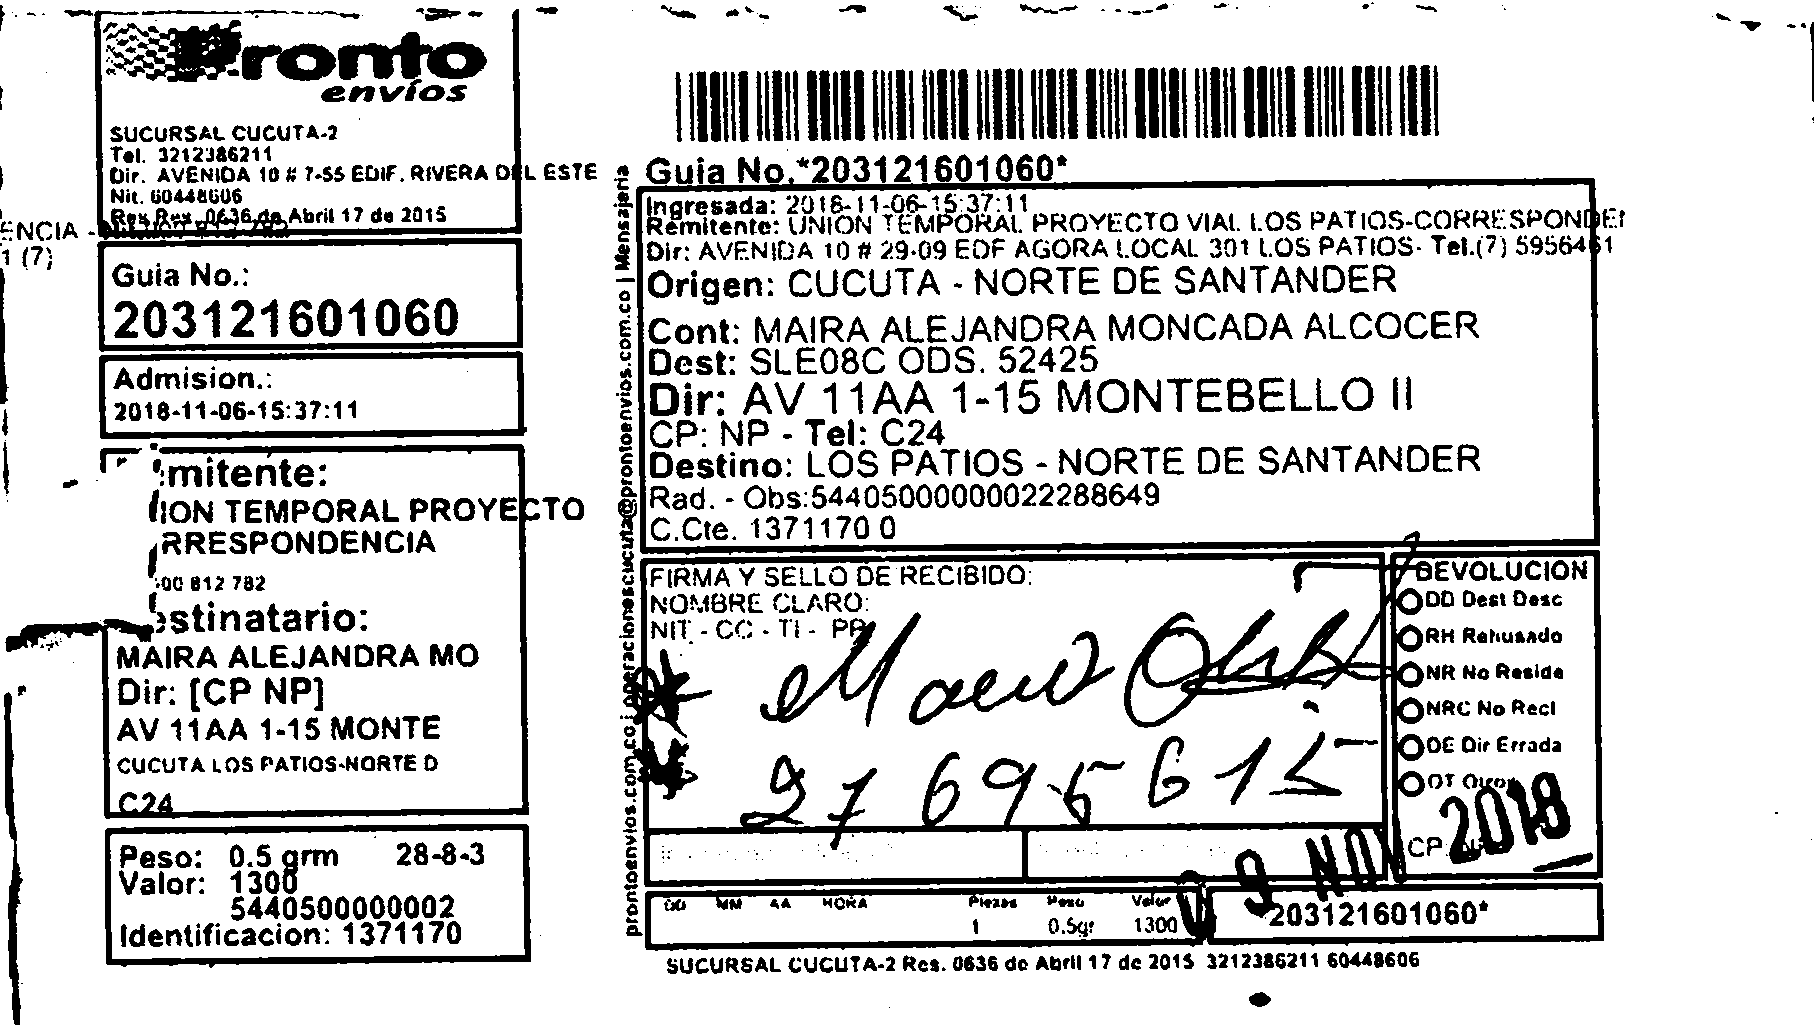 Pronto
envíos
SUCURSAL CUCUTA-2
Tel. 3212386211
Dir. AVENIDA 10 # 7-55 EDIF. RIVERA DEL ESTE
Nit. 60448606
Res. 0636 de Abril 17 de 2015
ENCIA -
1 (7)
Guia No.:
203121601060
Admision.:
2018-11-06-15:37:11
mitente:
ION TEMPORAL PROYECTO
RRESPONDENCIA
00 812 782
estinatario:
MAIRA ALEJANDRA MO
Dir: [CP NP]
AV 11AA 1-15 MONTE
CUCUTA LOS PATIOS-NORTE D
C24
Peso: 0.5 grm 28-8-3
Valor: 1300
5440500000002
Identificacion: 1371170
prontoenvios.com.co | operacionescucuta@prontoenvios.com.co | Mensajeria
Guia No.*203121601060*
Ingresada: 2018-11-06-15:37:11
Remitente: UNION TEMPORAL PROYECTO VIAL LOS PATIOS-CORRESPONDEN
Dir: AVENIDA 10 # 29-09 EDF AGORA LOCAL 301 LOS PATIOS- Tel.(7) 5956461
Origen: CUCUTA - NORTE DE SANTANDER
Cont: MAIRA ALEJANDRA MONCADA ALCOCER
Dest: SLE08C ODS. 52425
Dir: AV 11AA 1-15 MONTEBELLO II
CP: NP - Tel: C24
Destino: LOS PATIOS - NORTE DE SANTANDER
Rad. - Obs:54405000000022288649
C.Cte. 1371170 0
FIRMA Y SELLO DE RECIBIDO:
NOMBRE CLARO:
NIT - CC - TI - PP
27695615
DEVOLUCION
DD Dest Desc
RH Rehusado
NR No Reside
NRC No Recl
DE Dir Errada
OT Otros
CP
09 NOV 2018
DD MM AA HORA Piezas Peso Valor
1 0.5gr 1300
203121601060*
SUCURSAL CUCUTA-2 Res. 0636 de Abril 17 de 2015 3212386211 60448606